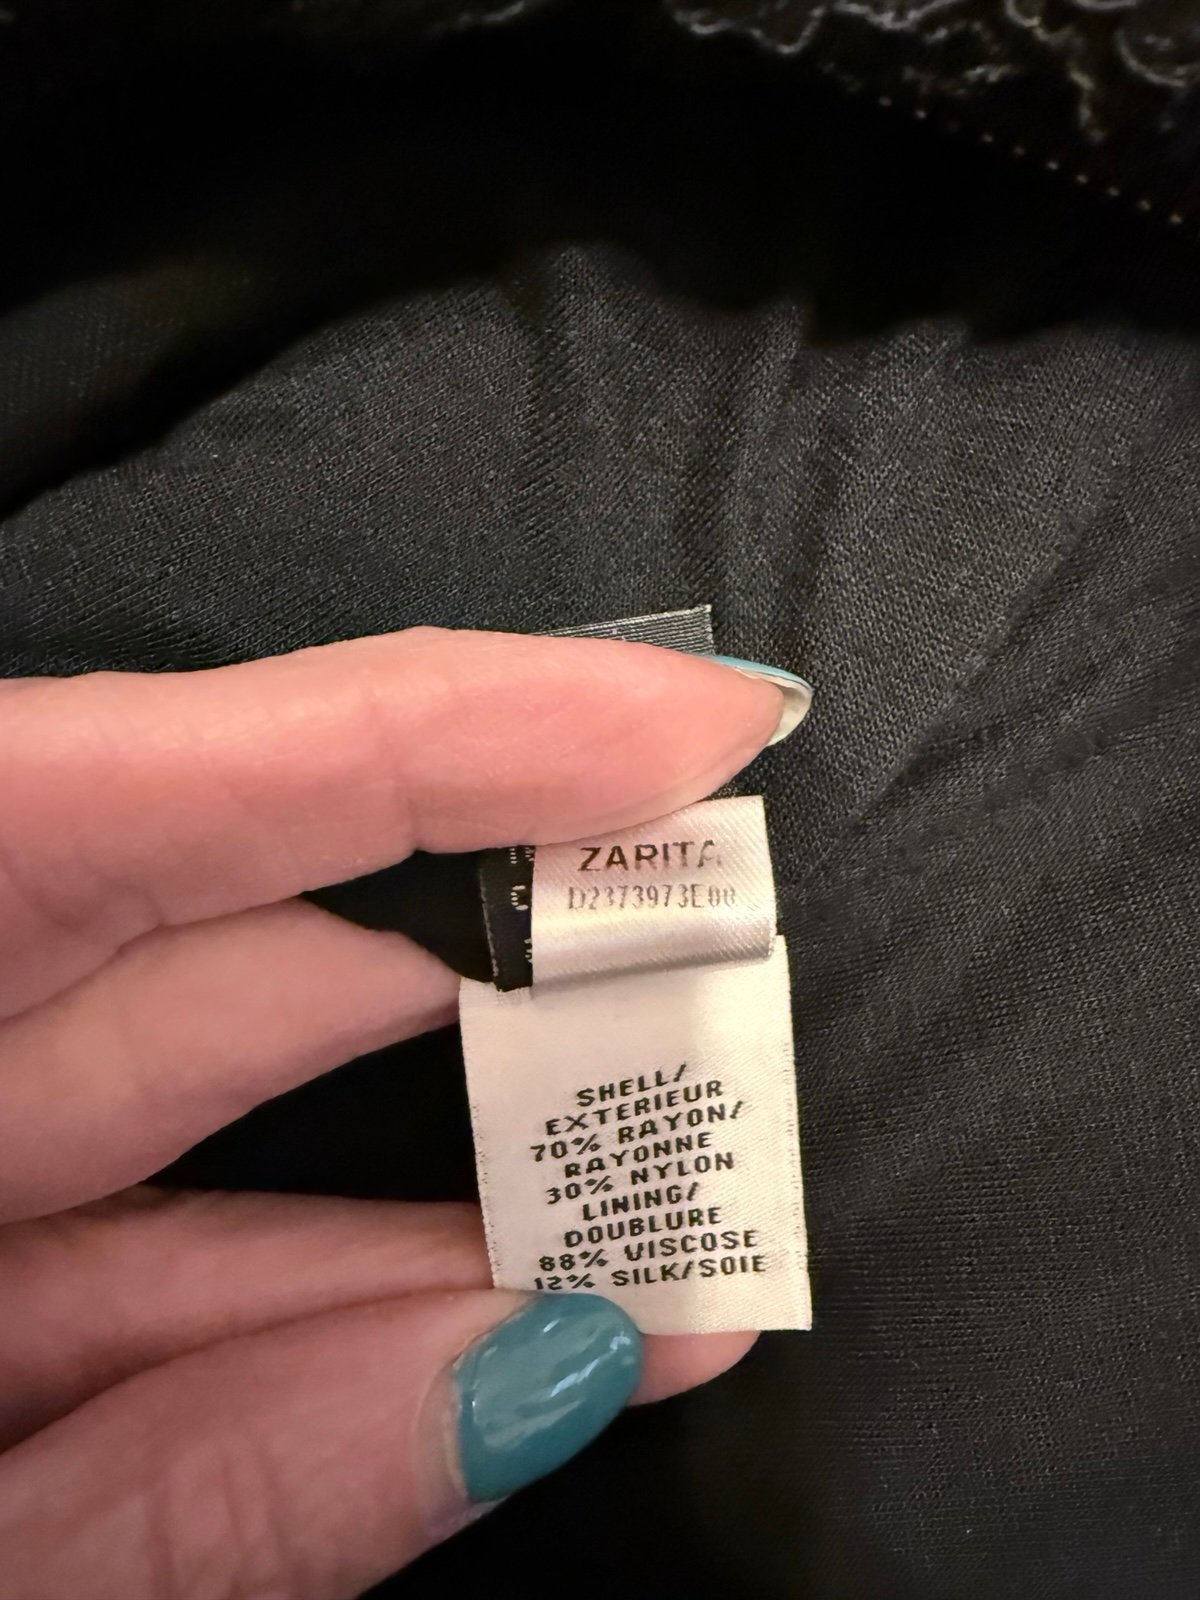 ZARITA
D2373973E00
SHELL/
EXTERIEUR
70% RAYON/
RAYONNE
30% NYLON
LINING/
DOUBLURE
88% VISCOSE
12% SILK/SOIE